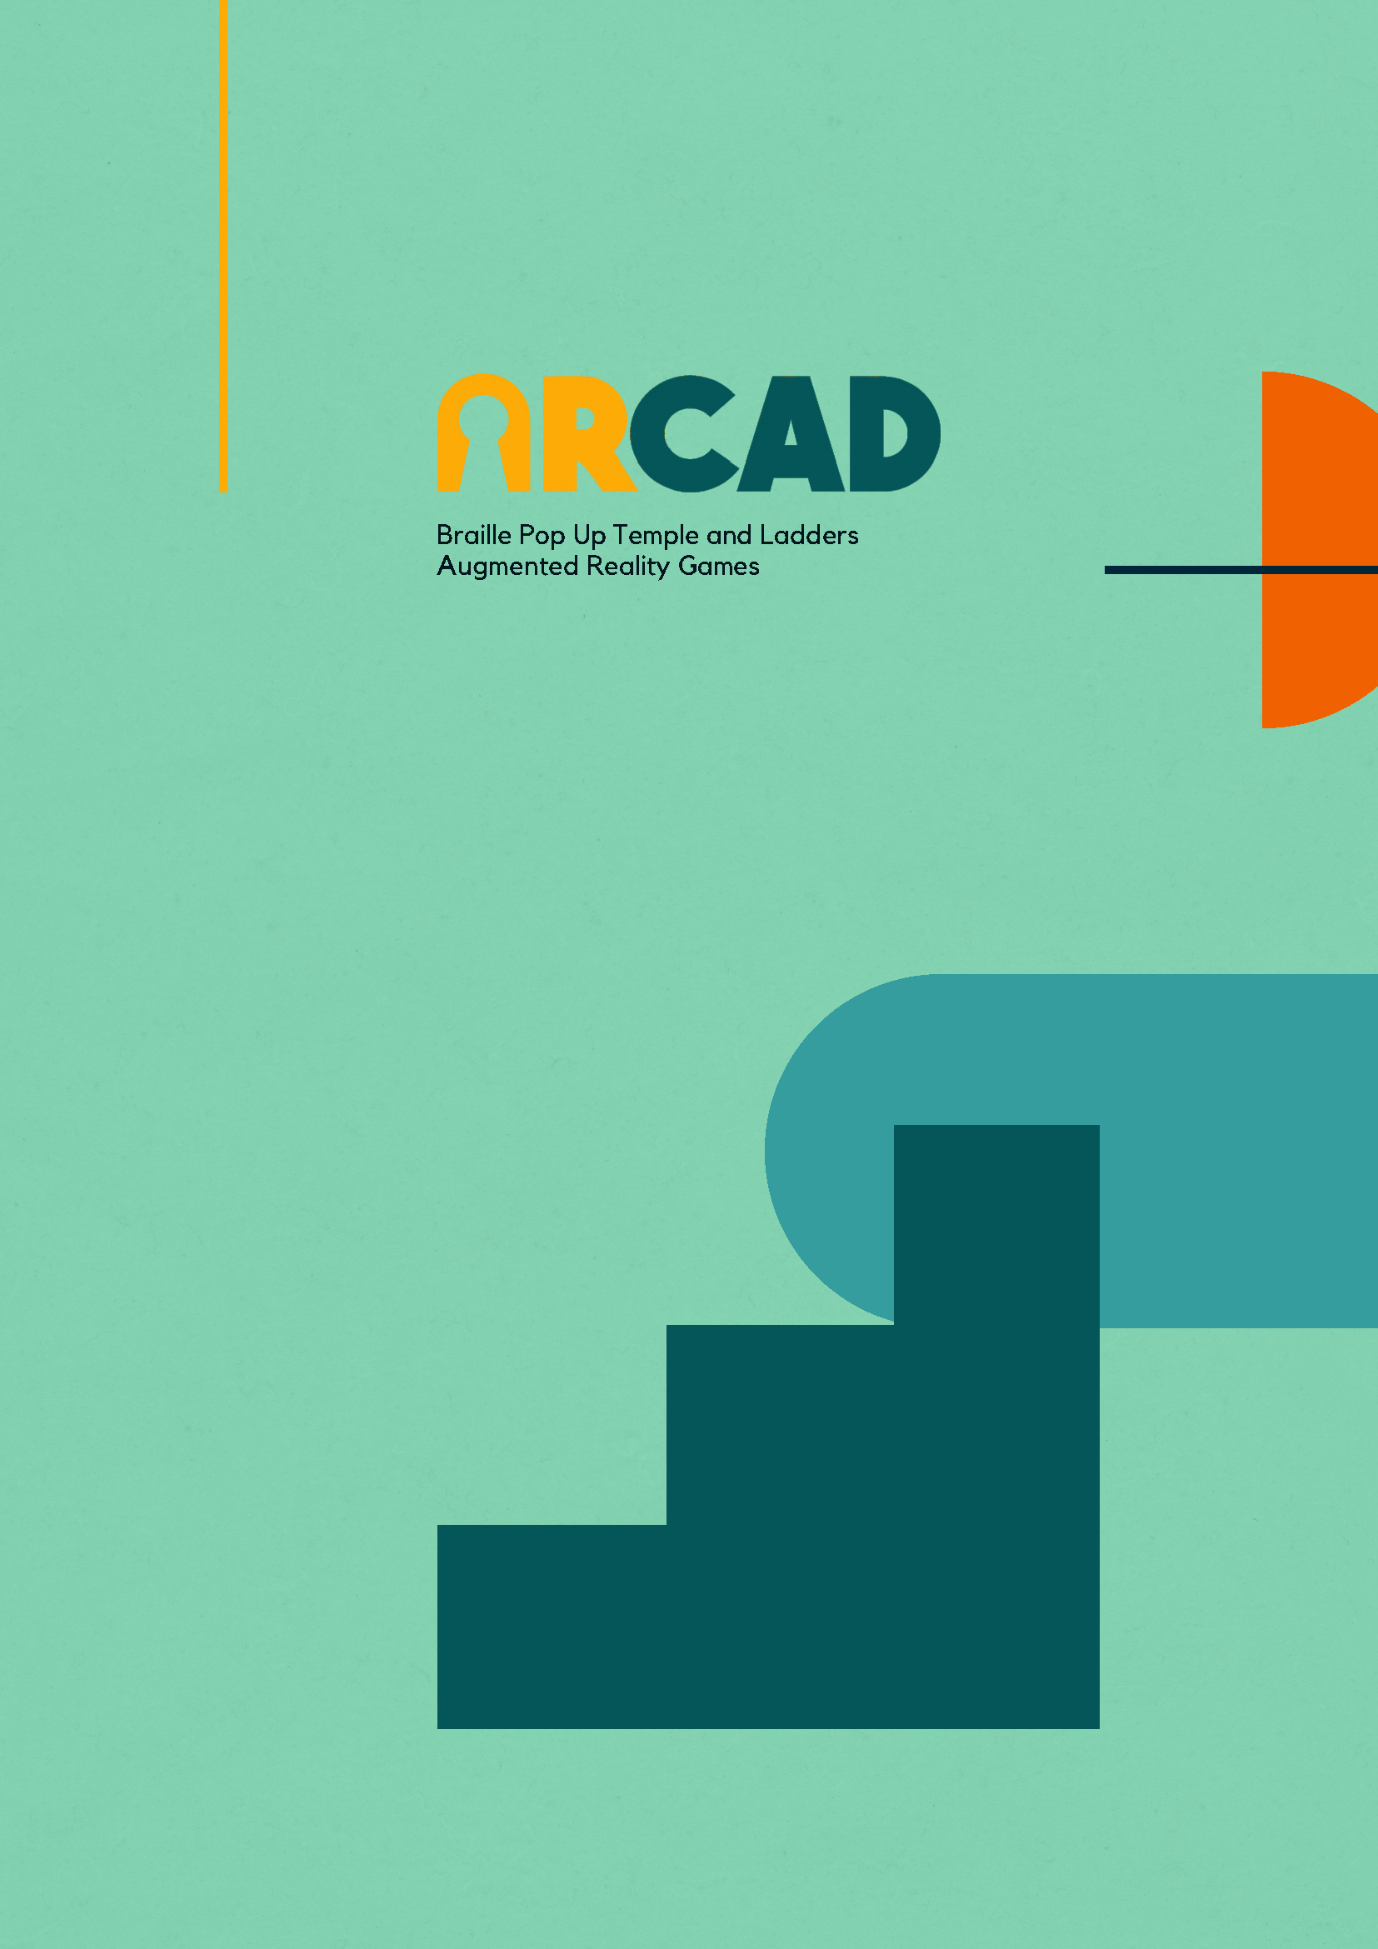 ARCAD
Braille Pop Up Temple and Ladders
Augmented Reality Games